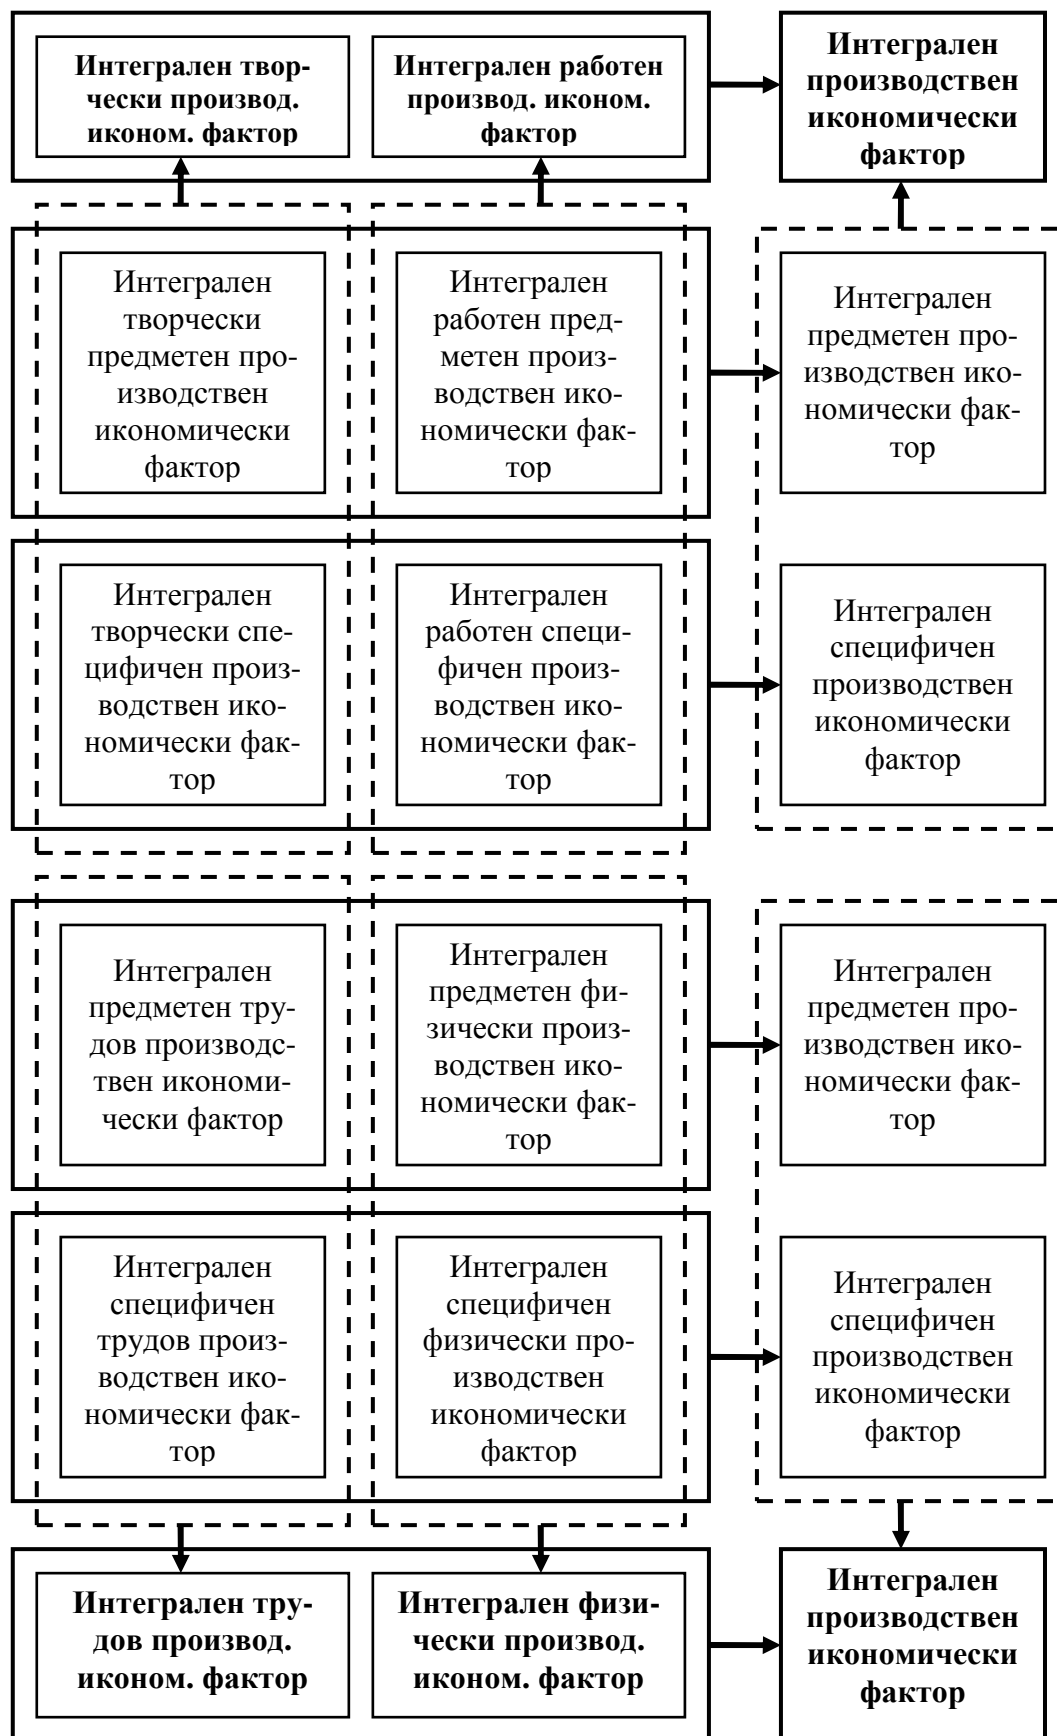 Интегрален твор-
чески производ.
иконом. фактор
Интегрален работен
производ. иконом.
фактор
Интегрален
производствен
икономически
фактор
Интегрален
творчески
предметен про-
изводствен
икономически
фактор
Интегрален
работен пред-
метен произ-
водствен ико-
номически фак-
тор
Интегрален
предметен про-
изводствен ико-
номически фак-
тор
Интегрален
творчески спе-
цифичен произ-
водствен ико-
номически фак-
тор
Интегрален
работен специ-
фичен произ-
водствен ико-
номически фак-
тор
Интегрален
специфичен
производствен
икономически
фактор
Интегрален
предметен тру-
дов производс-
твен икономи-
чески фактор
Интегрален
предметен фи-
зически произ-
водствен ико-
номически фак-
тор
Интегрален
предметен про-
изводствен ико-
номически фак-
тор
Интегрален
специфичен
трудов произ-
водствен ико-
номически фак-
тор
Интегрален
специфичен
физически про-
изводствен
икономически
фактор
Интегрален
специфичен
производствен
икономически
фактор
Интегрален тру-
дов производ.
иконом. фактор
Интегрален физи-
чески производ.
иконом. фактор
Интегрален
производствен
икономически
фактор